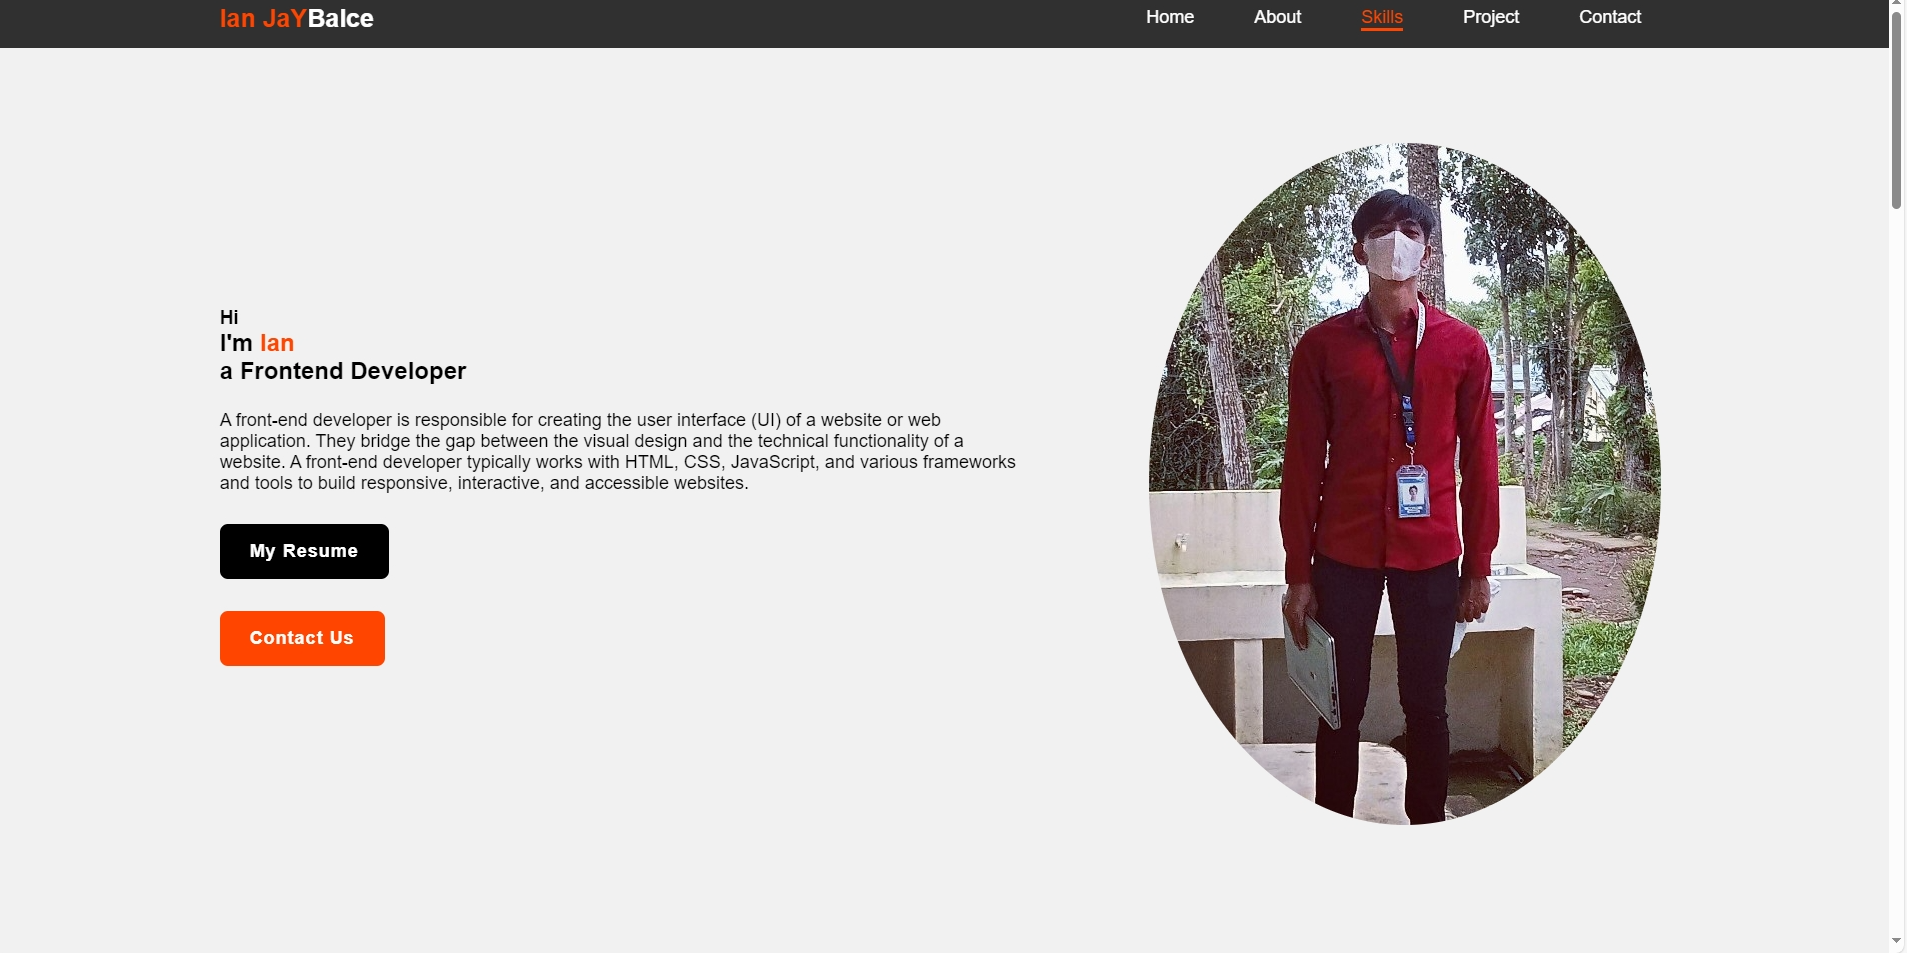 Ian JaYBalce
Home About Skills Project Contact
Hi
I'm Ian
a Frontend Developer
A front-end developer is responsible for creating the user interface (UI) of a website or web
application. They bridge the gap between the visual design and the technical functionality of a
website. A front-end developer typically works with HTML, CSS, JavaScript, and various frameworks
and tools to build responsive, interactive, and accessible websites.
My Resume
Contact Us